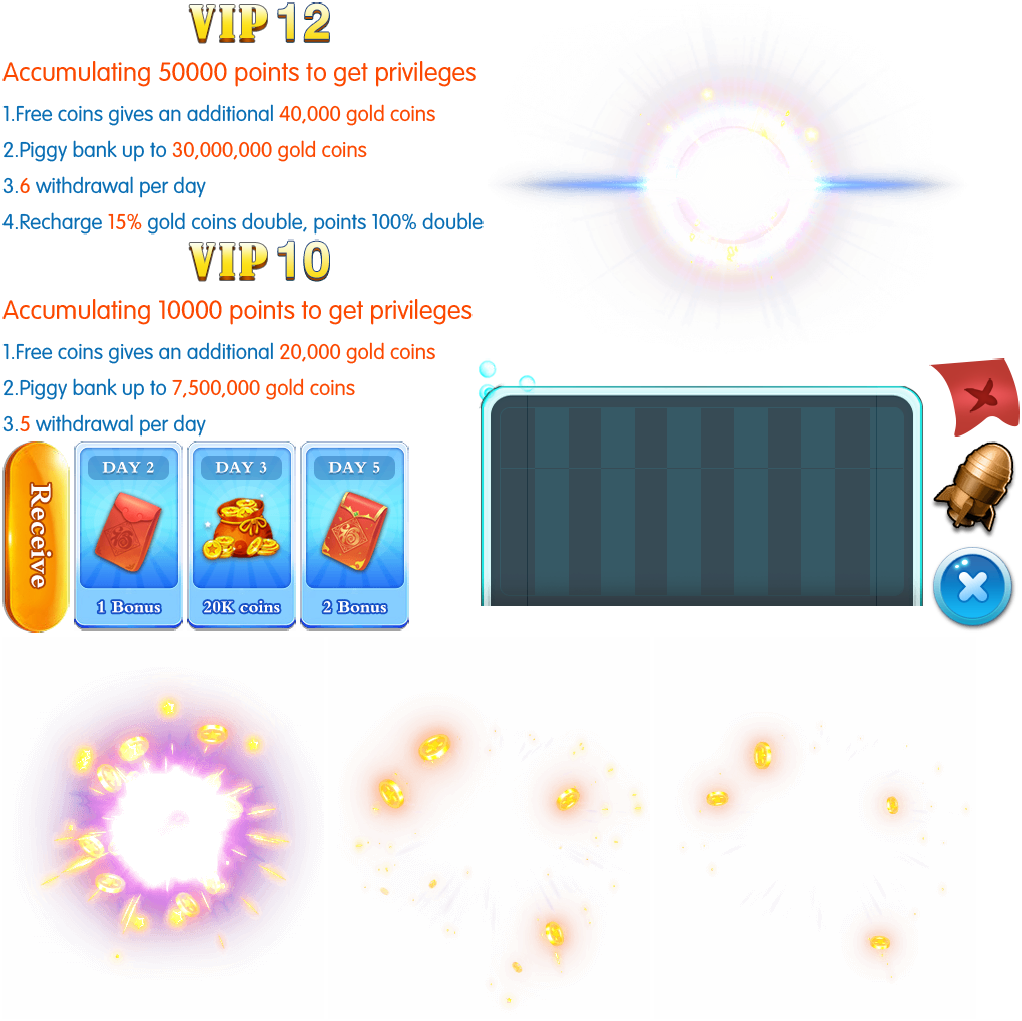 VIP 12
Accumulating 50000 points to get privileges
1.Free coins gives an additional 40,000 gold coins
2.Piggy bank up to 30,000,000 gold coins
3.6 withdrawal per day
4.Recharge 15% gold coins double, points 100% double
VIP 10
Accumulating 10000 points to get privileges
1.Free coins gives an additional 20,000 gold coins
2.Piggy bank up to 7,500,000 gold coins
3.5 withdrawal per day
Receive
DAY 2
福
1 Bonus
DAY 3
20K coins
DAY 5
福
2 Bonus